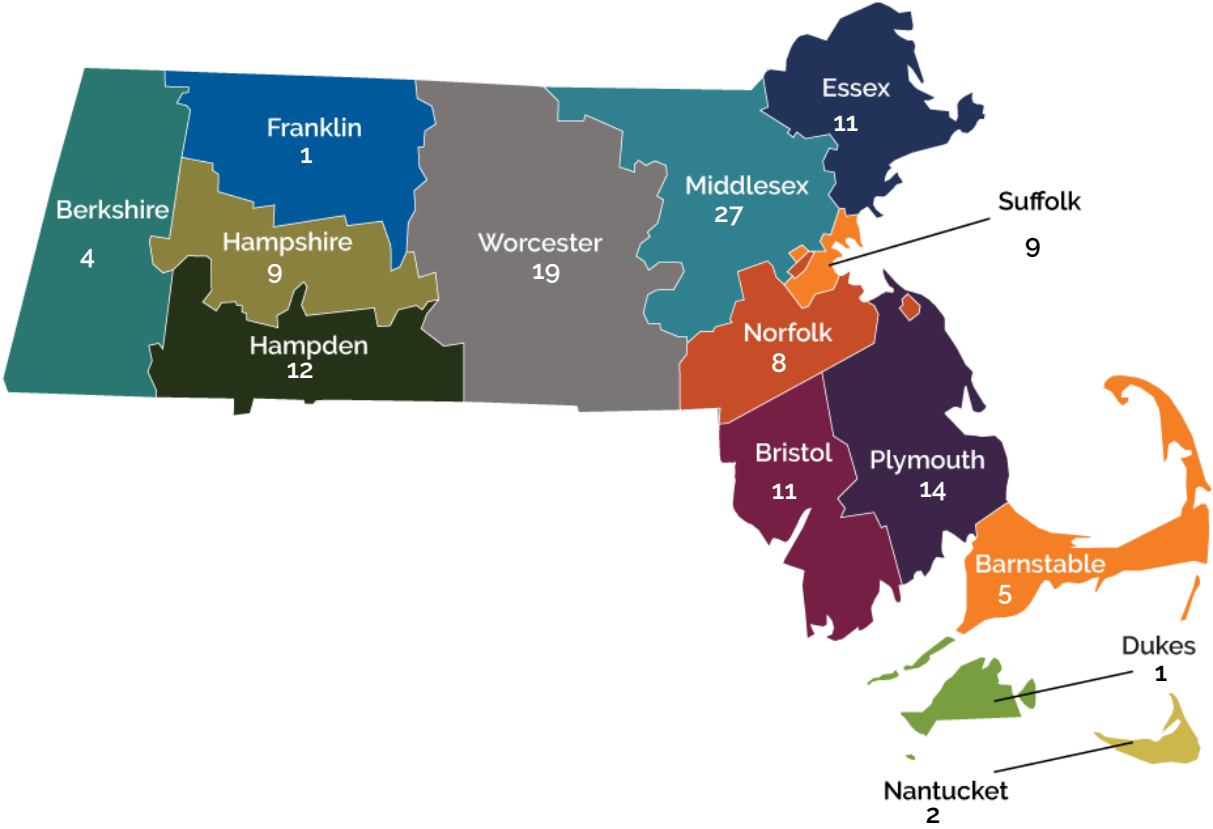 Essex
11
Franklin
1
Middlesex
27
Suffolk
9
Berkshire
4
Hampshire
9
Worcester
19
Norfolk
8
Hampden
12
Bristol
11
Plymouth
14
Barnstable
5
Dukes
1
Nantucket
2